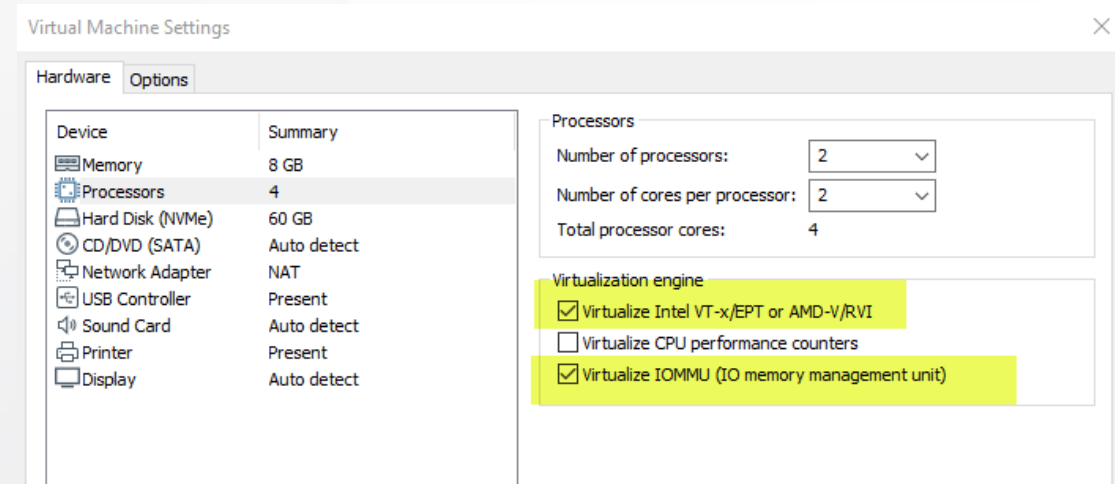 Virtual Machine Settings
Hardware Options
Device Summary
Memory 8 GB
Processors 4
Hard Disk (NVMe) 60 GB
CD/DVD (SATA) Auto detect
Network Adapter NAT
USB Controller Present
Sound Card Auto detect
Printer Present
Display Auto detect
Processors
Number of processors: 2
Number of cores per processor: 2
Total processor cores: 4
Virtualization engine
Virtualize Intel VT-x/EPT or AMD-V/RVI
Virtualize CPU performance counters
Virtualize IOMMU (IO memory management unit)